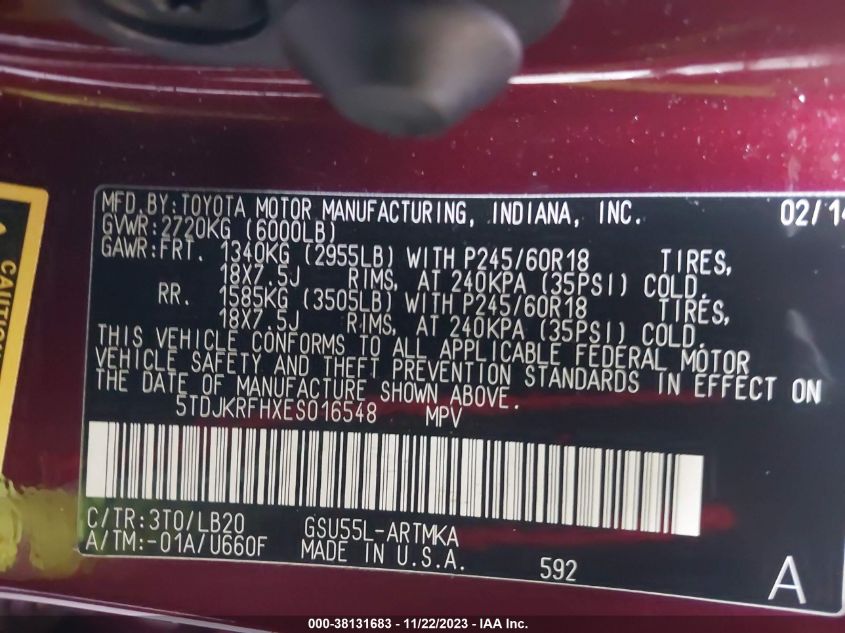 MFD.BY:TOYOTA MOTOR MANUFACTURING, INDIANA, INC. 02/14
GVWR:2720KG (6000LB)
GAWR:FRT. 1340KG (2955LB) WITH P245/60R18 TIRES,
18X7.5J RIMS, AT 240KPA (35PSI) COLD.
RR. 1585KG (3505LB) WITH P245/60R18 TIRES,
18X7.5J RIMS, AT 240KPA (35PSI) COLD.
THIS VEHICLE CONFORMS TO ALL APPLICABLE FEDERAL MOTOR
VEHICLE SAFETY AND THEFT PREVENTION STANDARDS IN EFFECT ON
THE DATE OF MANUFACTURE SHOWN ABOVE.
5TDJKRFHXES016548 MPV
C/TR:3T0/LB20 GSU55L-ARTMKA
A/TM:-01A/U660F MADE IN U.S.A.
592
A
CAUTION
000-38131683 - 11/22/2023 - IAA Inc.